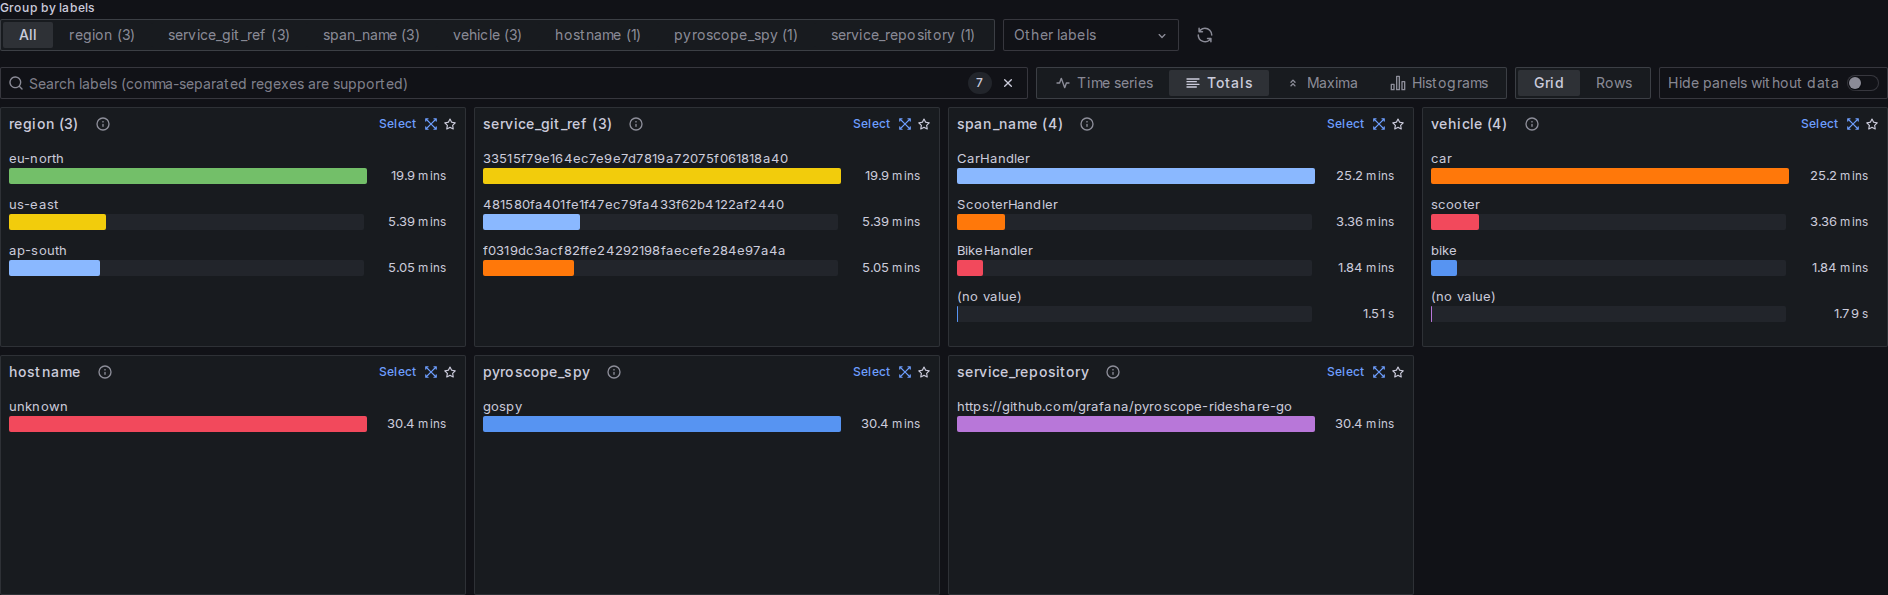 Group by labels
All region (3) service_git_ref (3) span_name (3) vehicle (3) hostname (1) pyroscope_spy (1) service_repository (1) Other labels
Search labels (comma-separated regexes are supported) 7 Time series Totals Maxima Histograms Grid Rows Hide panels without data
region (3) Select
eu-north
19.9 mins
us-east
5.39 mins
ap-south
5.05 mins
service_git_ref (3) Select
33515f79e164ec7e9e7d7819a72075f061818a40
19.9 mins
481580fa401fe1f47ec79fa433f62b4122af2440
5.39 mins
f0319dc3acf82ffe24292198faecefe284e97a4a
5.05 mins
span_name (4) Select
CarHandler
25.2 mins
ScooterHandler
3.36 mins
BikeHandler
1.84 mins
(no value)
1.51 s
vehicle (4) Select
car
25.2 mins
scooter
3.36 mins
bike
1.84 mins
(no value)
1.79 s
hostname Select
unknown
30.4 mins
pyroscope_spy Select
gospy
30.4 mins
service_repository Select
https://github.com/grafana/pyroscope-rideshare-go
30.4 mins